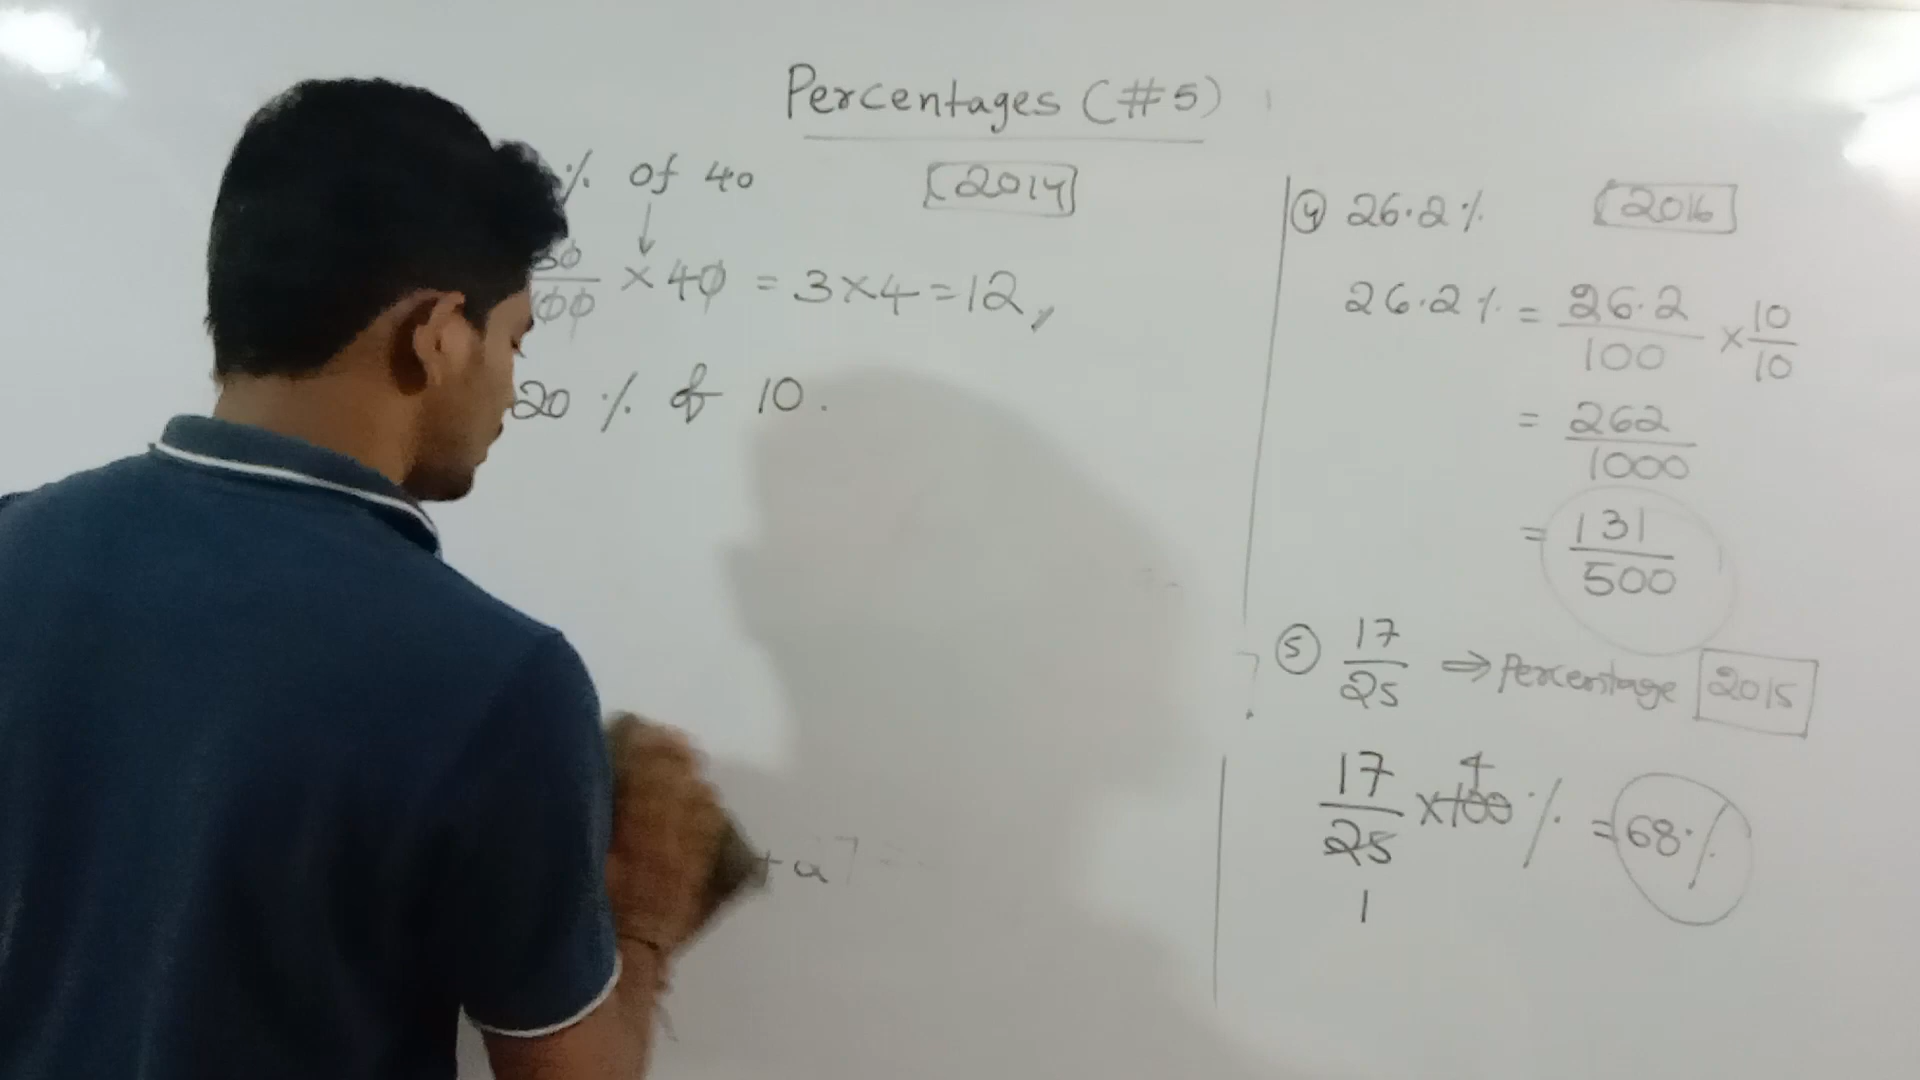 Percentages (#5)
% of 40 [2014]
30/100 × 40 = 3×4 = 12,
20 % of 10.
④ 26.2% [2016]
26.2% = 26.2/100 × 10/10
= 262/1000
= 131/500
⑤ 17/25 ⇒ Percentage [2015]
17/25 × 100 % = 68%
4
1